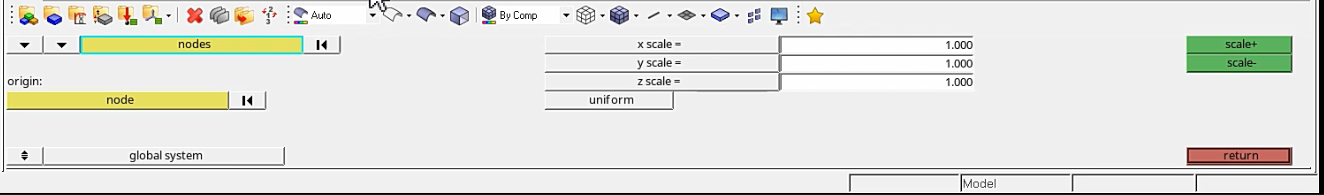 Auto By Comp
nodes x scale = 1.000 scale+
y scale = 1.000 scale-
origin: z scale = 1.000
node uniform
global system return
Model